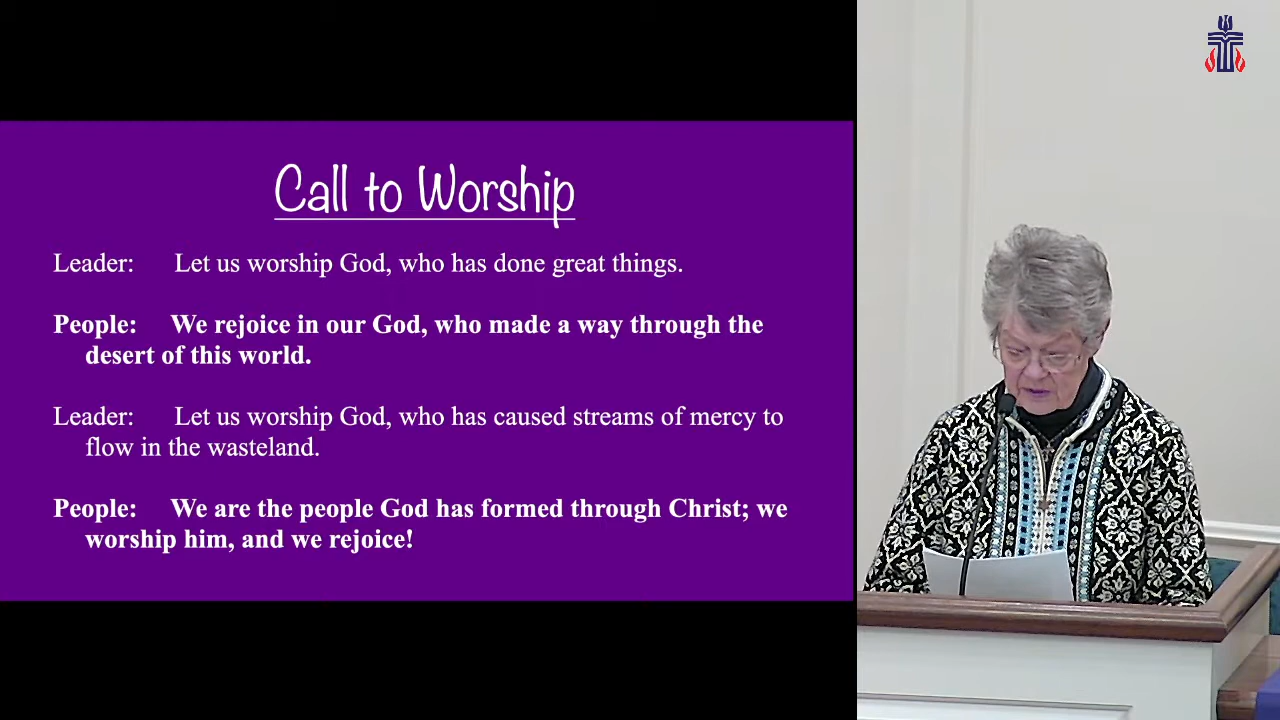 Call to Worship
Leader: Let us worship God, who has done great things.
People: We rejoice in our God, who made a way through the
desert of this world.
Leader: Let us worship God, who has caused streams of mercy to
flow in the wasteland.
People: We are the people God has formed through Christ; we
worship him, and we rejoice!